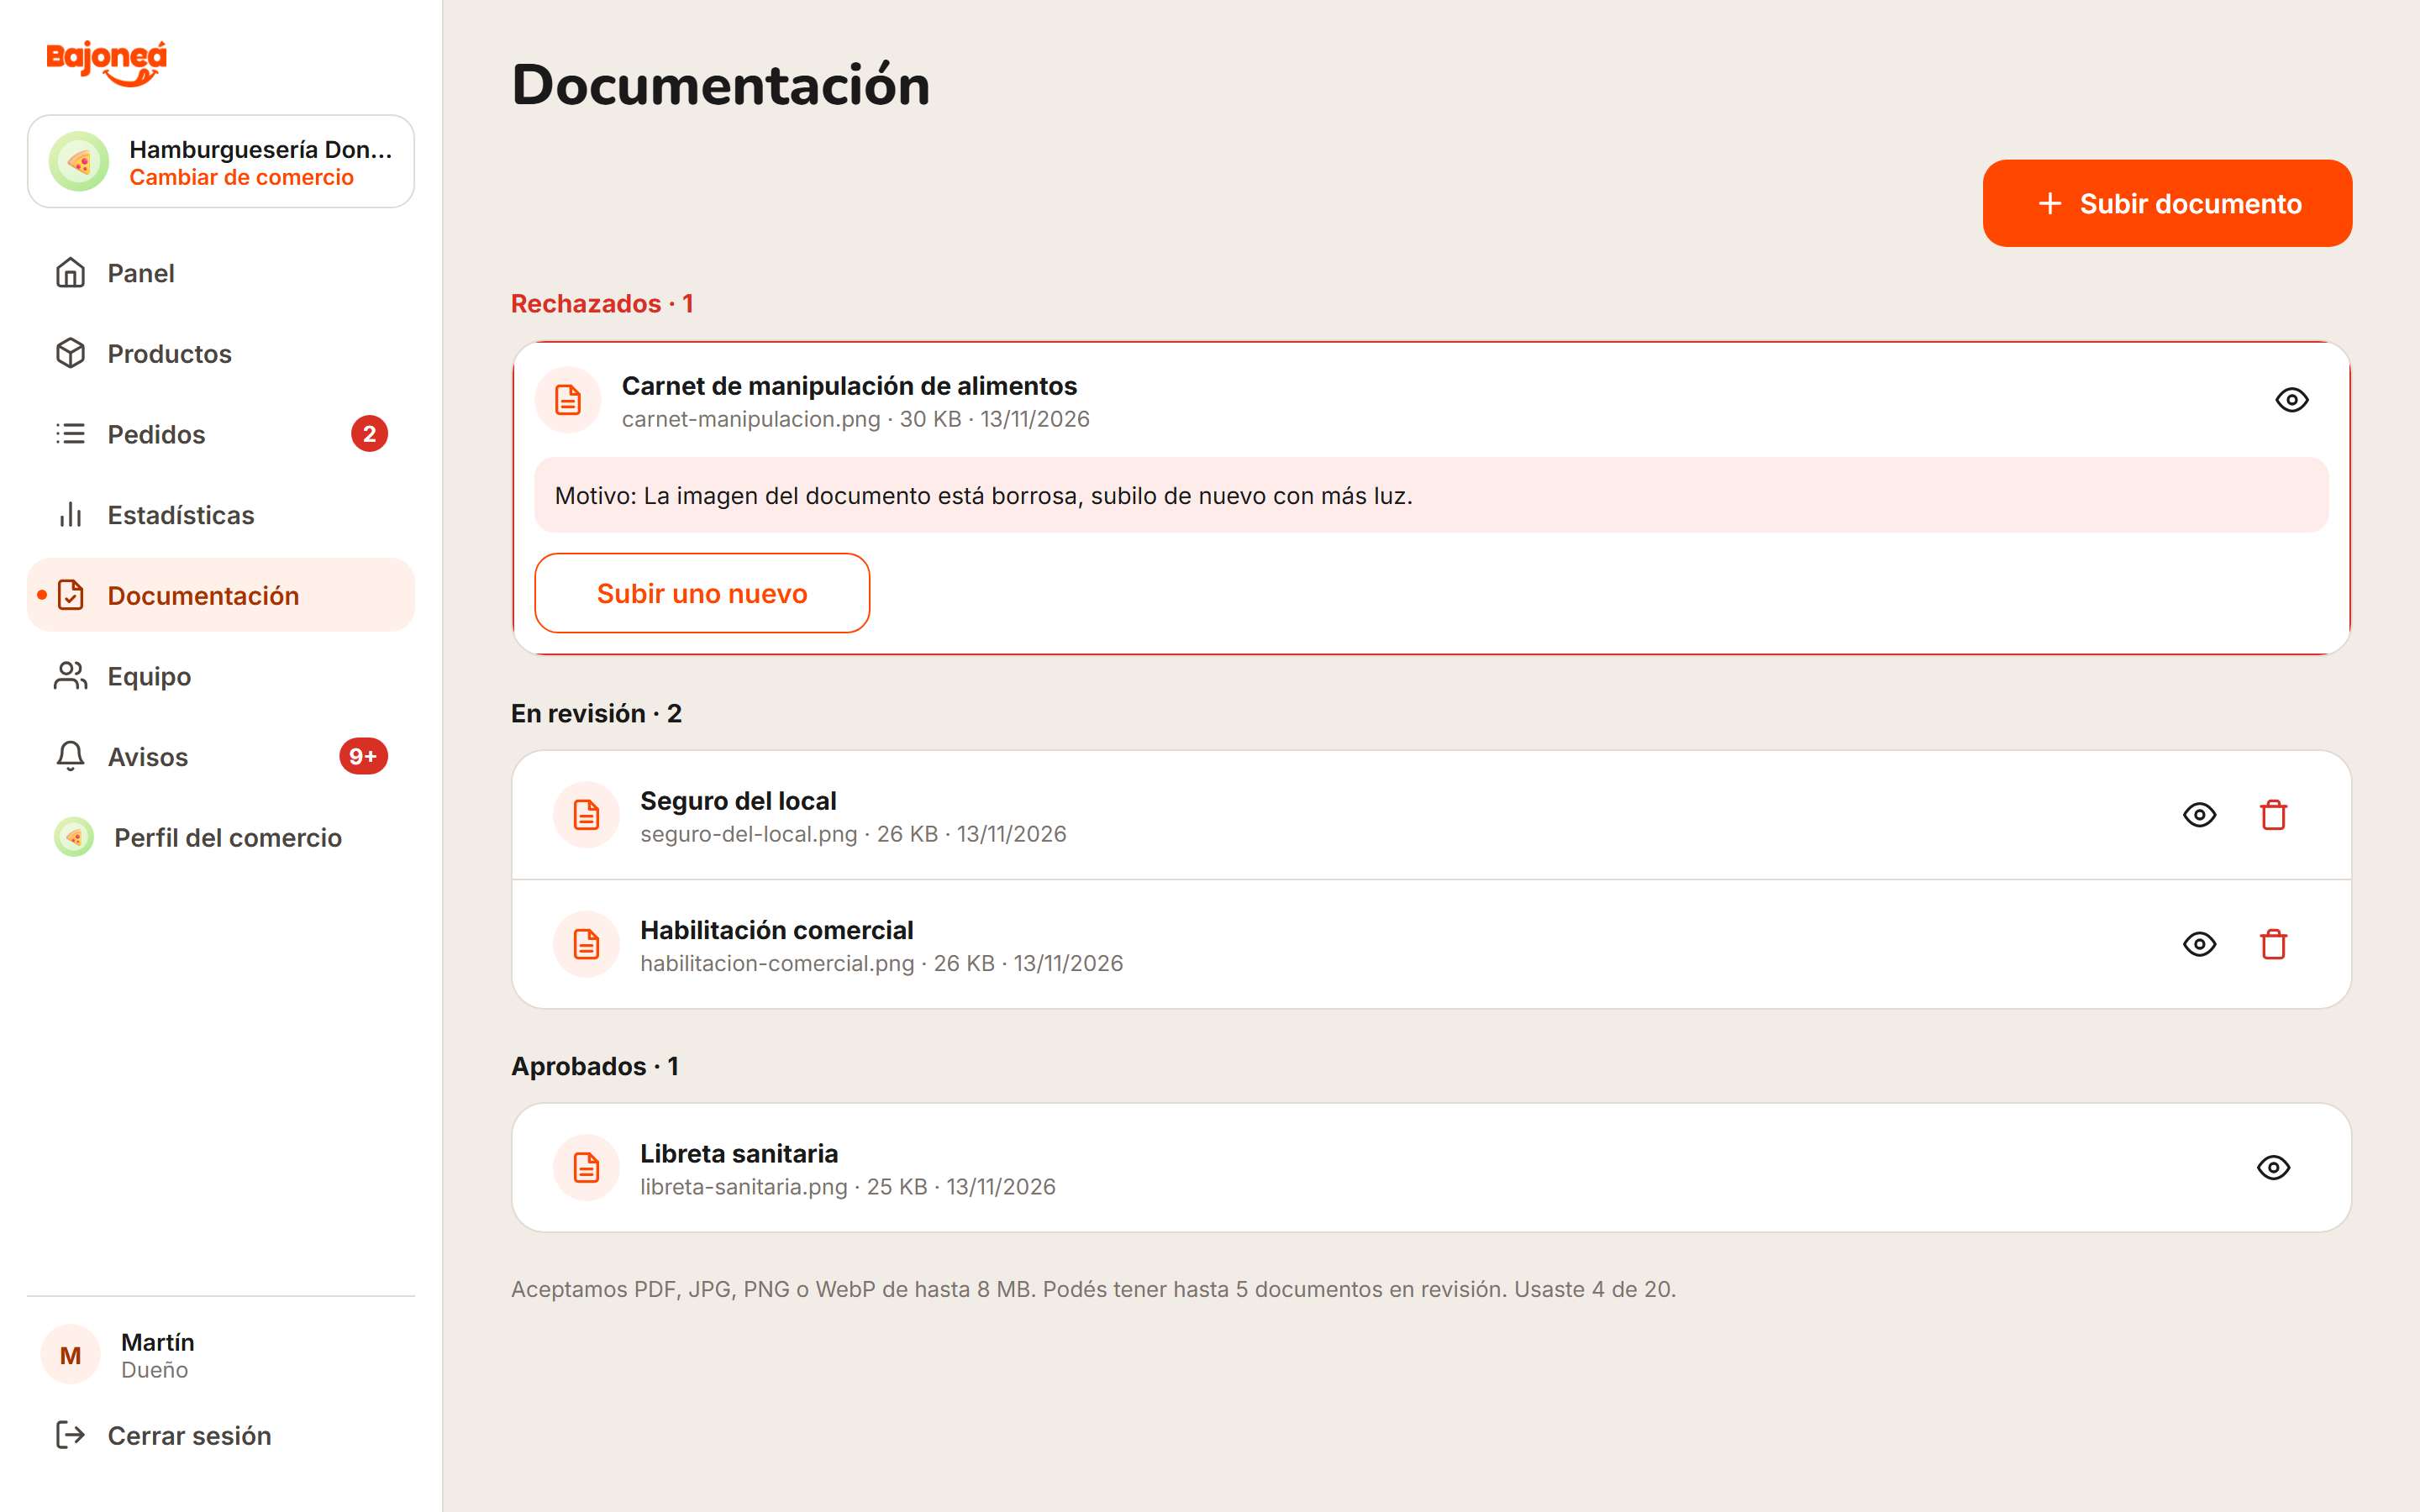 Bajoneá
Hamburguesería Don...
Cambiar de comercio
Panel
Productos
Pedidos
2
Estadísticas
Documentación
Equipo
Avisos
9+
Perfil del comercio
M
Martín
Dueño
Cerrar sesión
Documentación
+ Subir documento
Rechazados · 1
Carnet de manipulación de alimentos
carnet-manipulacion.png · 30 KB · 13/11/2026
Motivo: La imagen del documento está borrosa, subilo de nuevo con más luz.
Subir uno nuevo
En revisión · 2
Seguro del local
seguro-del-local.png · 26 KB · 13/11/2026
Habilitación comercial
habilitacion-comercial.png · 26 KB · 13/11/2026
Aprobados · 1
Libreta sanitaria
libreta-sanitaria.png · 25 KB · 13/11/2026
Aceptamos PDF, JPG, PNG o WebP de hasta 8 MB. Podés tener hasta 5 documentos en revisión. Usaste 4 de 20.